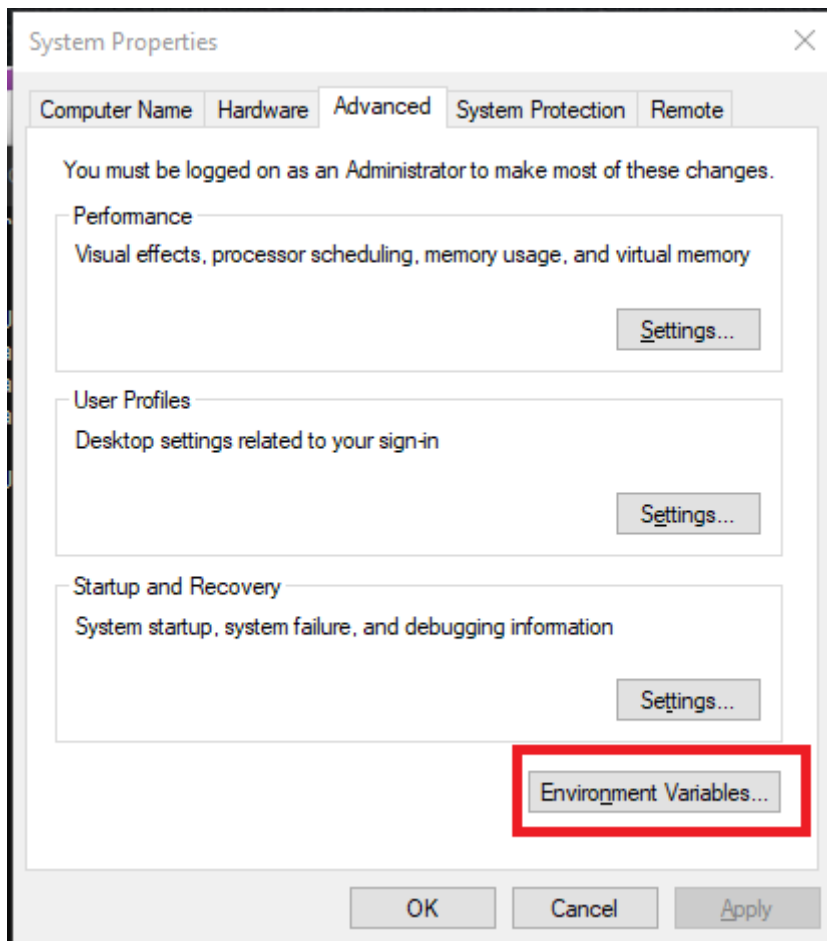 System Properties
Computer Name Hardware Advanced System Protection Remote
You must be logged on as an Administrator to make most of these changes.
Performance
Visual effects, processor scheduling, memory usage, and virtual memory
Settings...
User Profiles
Desktop settings related to your sign-in
Settings...
Startup and Recovery
System startup, system failure, and debugging information
Settings...
Environment Variables...
OK Cancel Apply